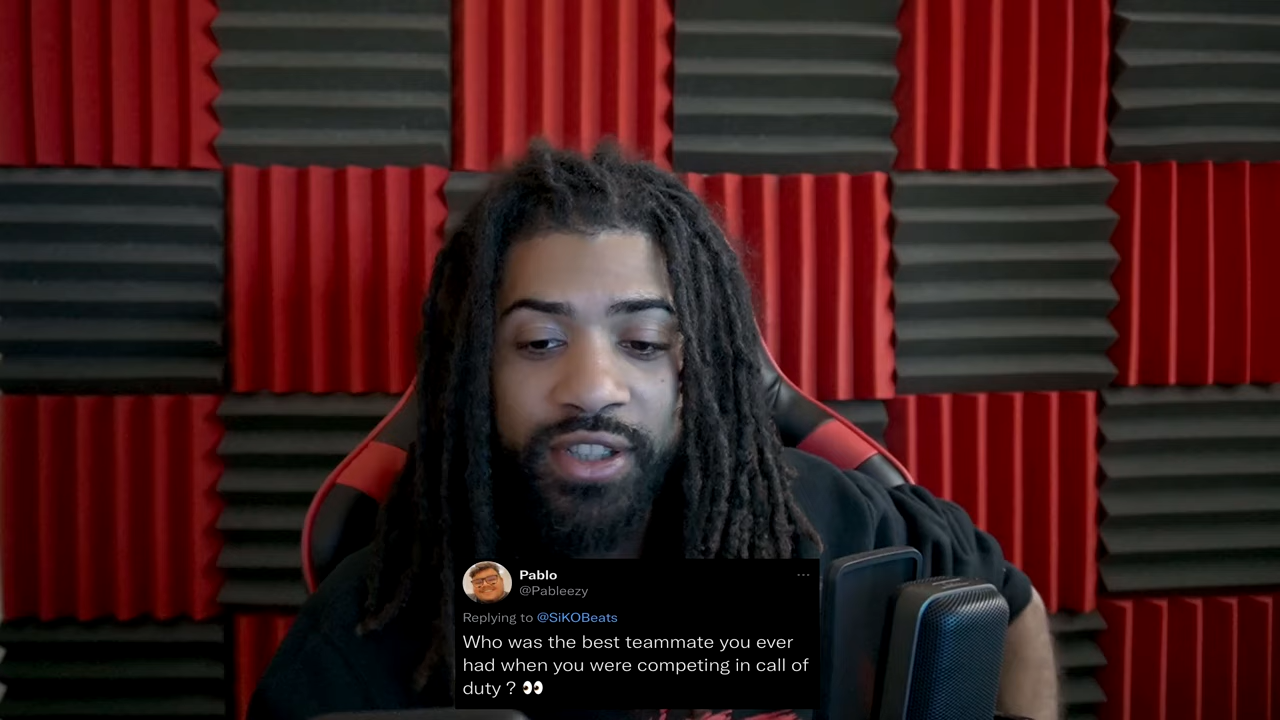 Pablo
@Pableezy
Replying to @SiKOBeats
Who was the best teammate you ever
had when you were competing in call of
duty ? 👀